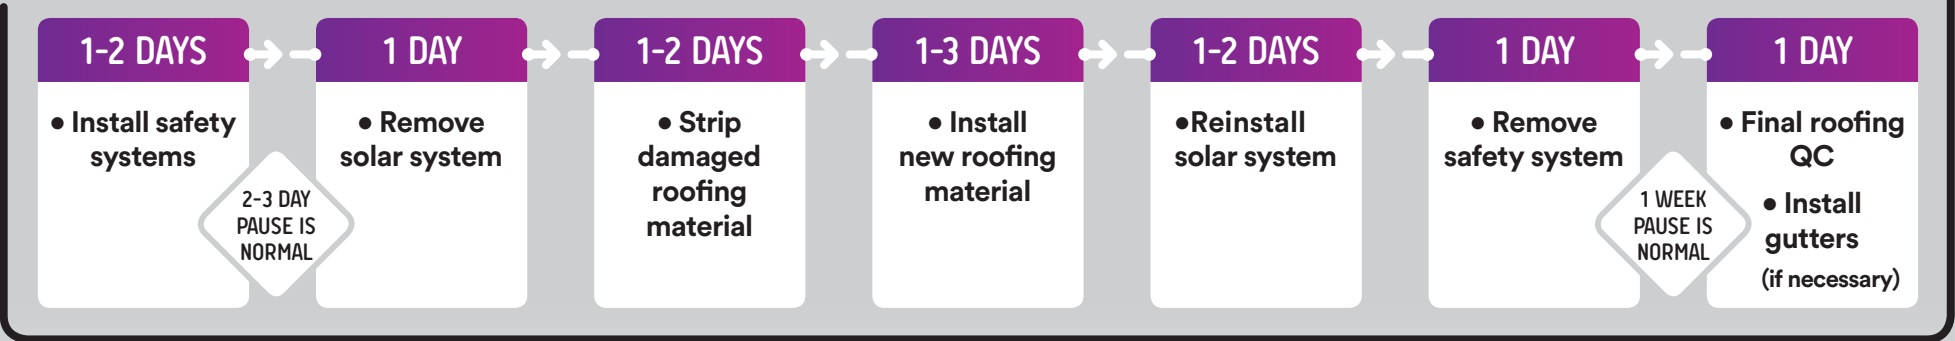 1-2 DAYS
• Install safety
systems
2-3 DAY
PAUSE IS
NORMAL
1 DAY
• Remove
solar system
1-2 DAYS
• Strip
damaged
roofing
material
1-3 DAYS
• Install
new roofing
material
1-2 DAYS
•Reinstall
solar system
1 DAY
• Remove
safety system
1 WEEK
PAUSE IS
NORMAL
1 DAY
• Final roofing
QC
• Install
gutters
(if necessary)